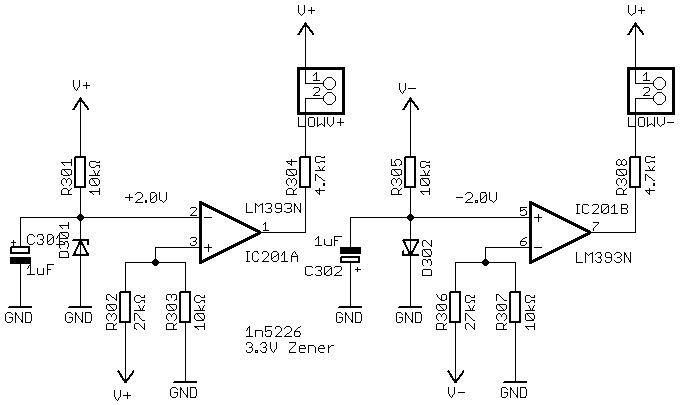 V+
V+
1
2
LOWV+
LOWV-
V+
V-
R301
10kΩ
R304
4.7kΩ
R305
10kΩ
R308
4.7kΩ
+2.0V
LM393N
-2.0V
IC201B
2
-
1
5
+
7
3
+
6
-
C301
1uF
D301
IC201A
1uF
C302
D302
LM393N
GND
GND
GND
GND
R302
27kΩ
R303
10kΩ
R306
27kΩ
R307
10kΩ
1n5226
3.3V Zener
V+
GND
V-
GND
1
2
+
+